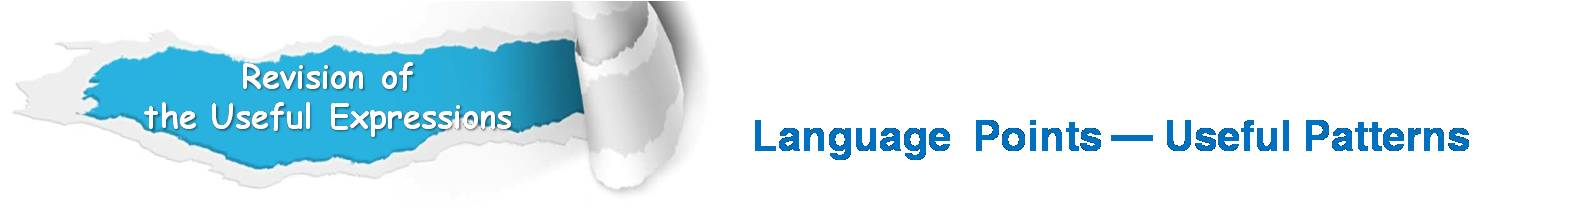 Revision of
the Useful Expressions
Language Points — Useful Patterns